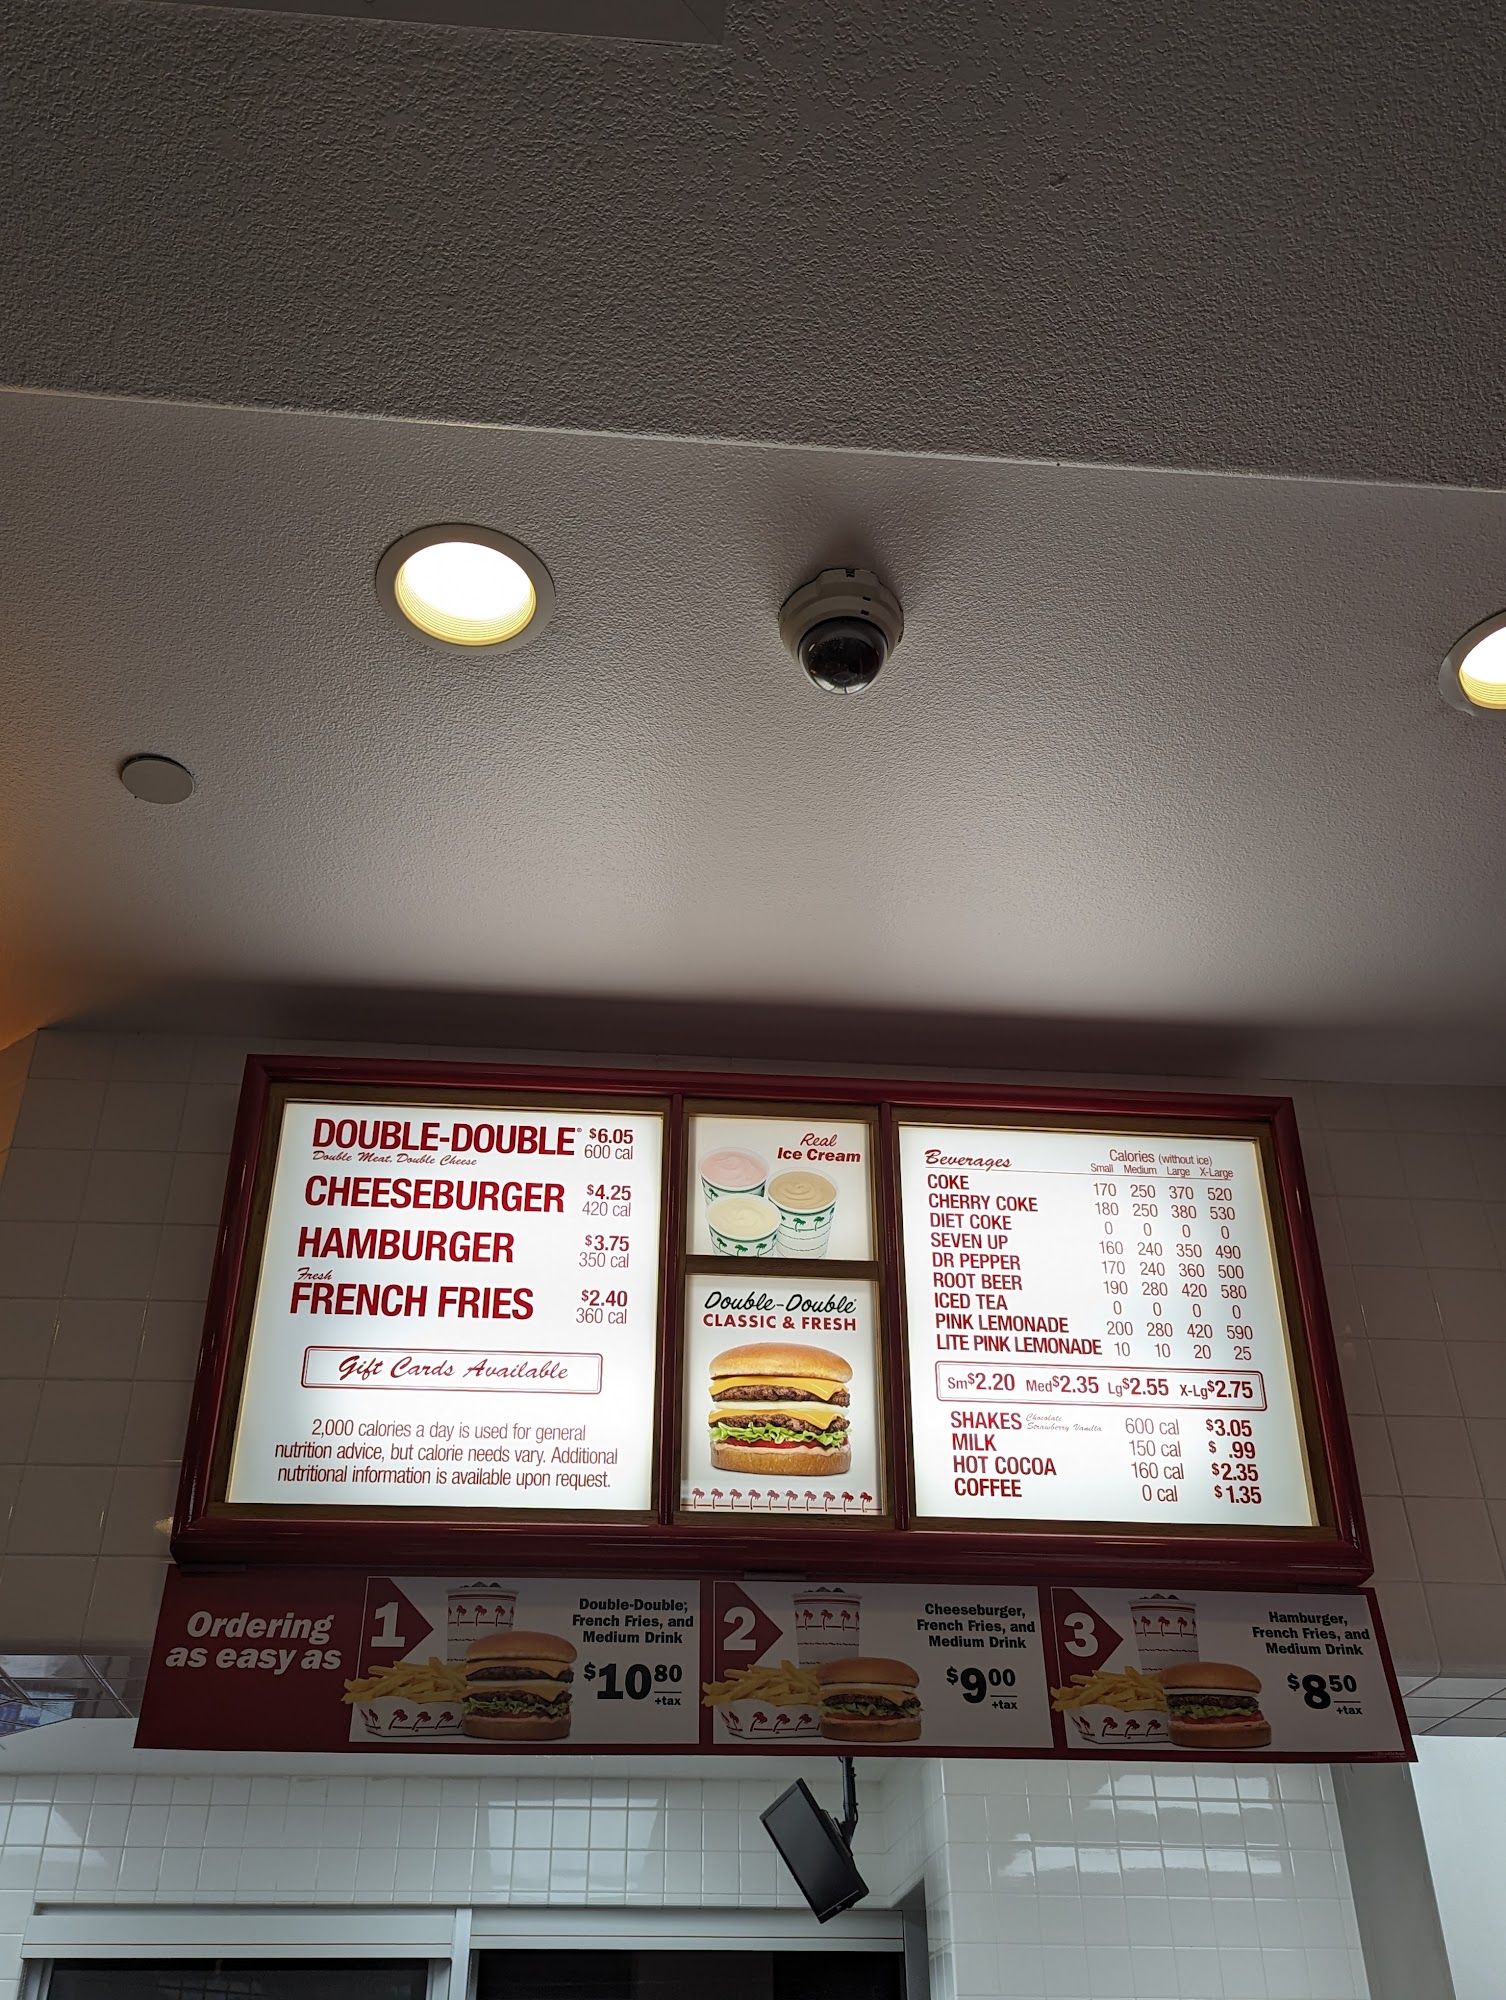 DOUBLE-DOUBLE® $6.05
Double Meat, Double Cheese 600 cal
CHEESEBURGER $4.25
420 cal
HAMBURGER $3.75
350 cal
Fresh
FRENCH FRIES $2.40
360 cal
Gift Cards Available
2,000 calories a day is used for general
nutrition advice, but calorie needs vary. Additional
nutritional information is available upon request.
Real
Ice Cream
Double-Double®
CLASSIC & FRESH
Beverages Calories (without ice)
Small Medium Large X-Large
COKE 170 250 370 520
CHERRY COKE 180 250 380 530
DIET COKE 0 0 0 0
SEVEN UP 160 240 350 490
DR PEPPER 170 240 360 500
ROOT BEER 190 280 420 580
ICED TEA 0 0 0 0
PINK LEMONADE 200 280 420 590
LITE PINK LEMONADE 10 10 20 25
Sm$2.20 Med$2.35 Lg$2.55 X-Lg$2.75
SHAKES Chocolate Strawberry Vanilla 600 cal $3.05
MILK 150 cal $ .99
HOT COCOA 160 cal $2.35
COFFEE 0 cal $1.35
Ordering
as easy as
1
Double-Double®,
French Fries, and
Medium Drink
$10 80
+tax
2
Cheeseburger,
French Fries, and
Medium Drink
$9 00
+tax
3
Hamburger,
French Fries, and
Medium Drink
$8 50
+tax